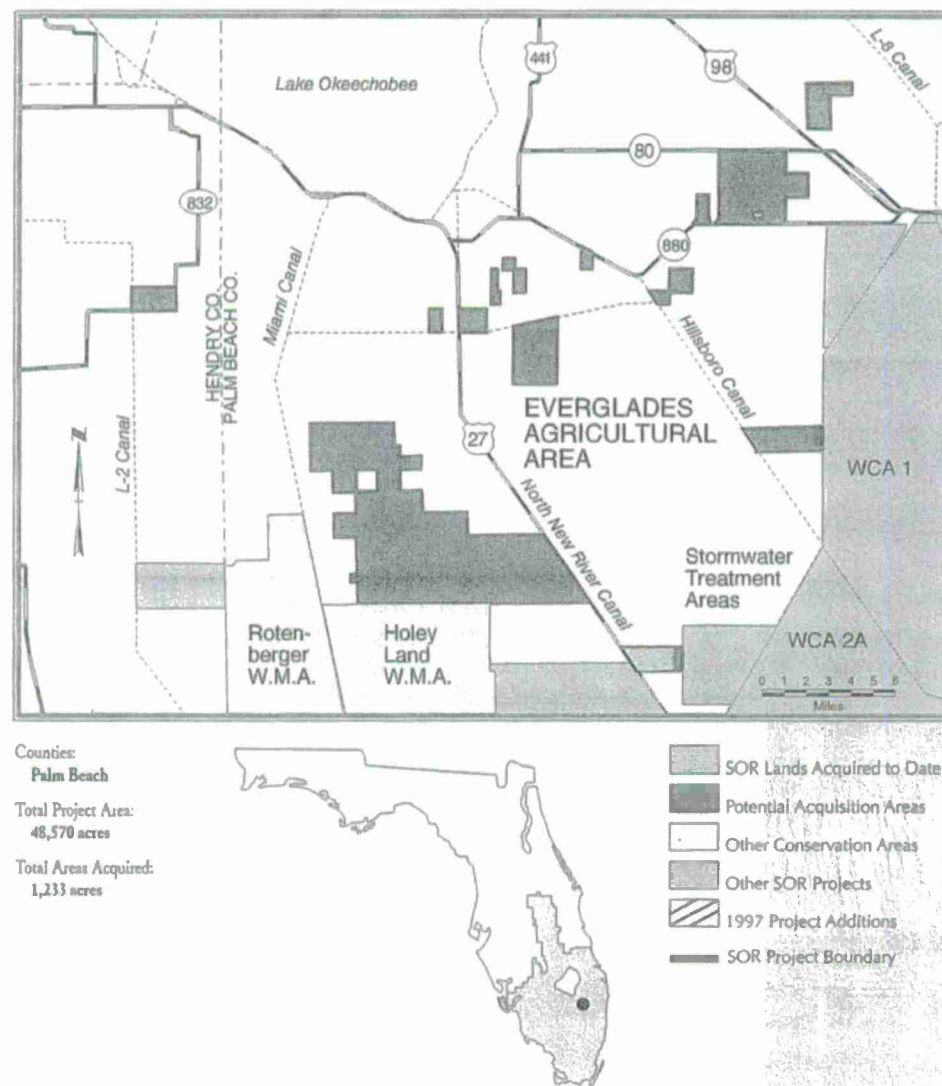 Lake Okeechobee
441
98
L-8 Canal
80
832
880
HENDRY CO.
PALM BEACH CO.
Miami Canal
Hillsboro Canal
L-2 Canal
N
EVERGLADES
AGRICULTURAL
AREA
27
WCA 1
North New River Canal
Stormwater
Treatment
Areas
Roten-
berger
W.M.A.
Holey
Land
W.M.A.
WCA 2A
0 1 2 3 4 5 6
Miles
Counties:
Palm Beach
Total Project Area:
48,570 acres
Total Areas Acquired:
1,233 acres
SOR Lands Acquired to Date
Potential Acquisition Areas
Other Conservation Areas
Other SOR Projects
1997 Project Additions
SOR Project Boundary